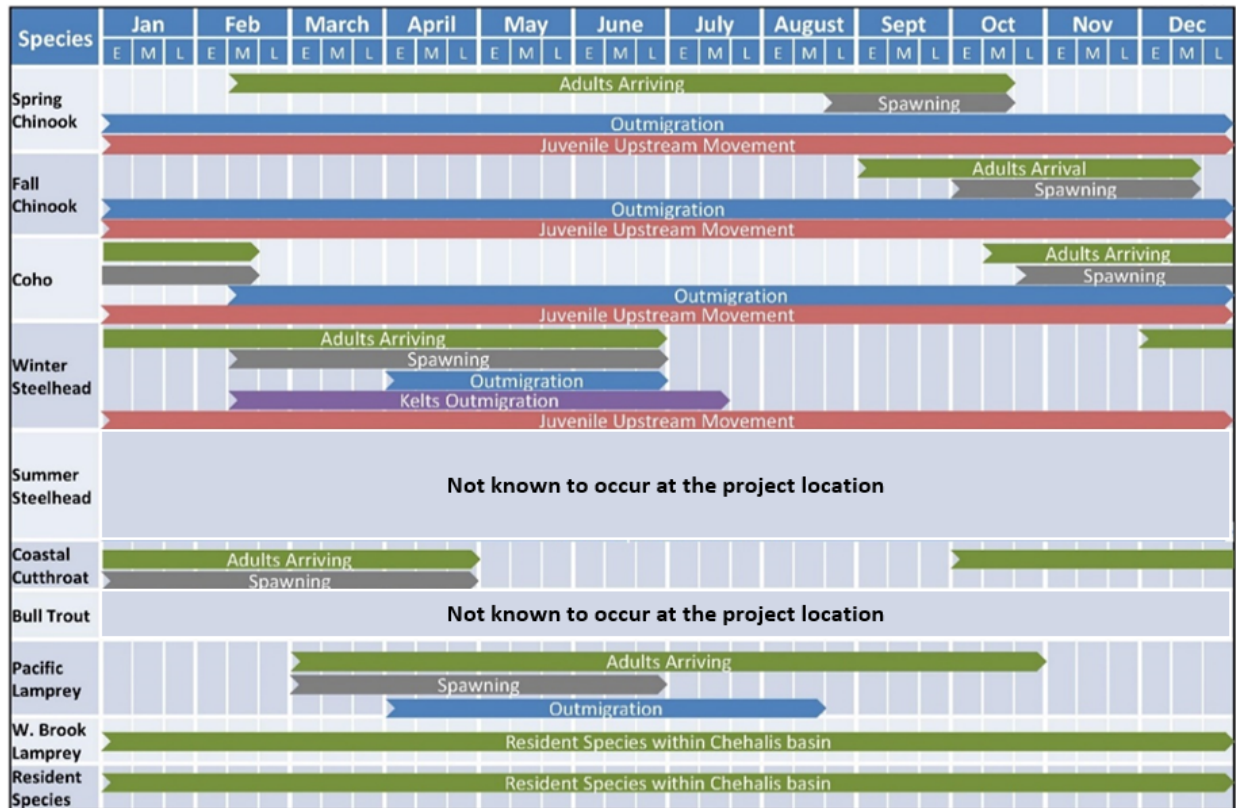 Species Jan Feb March April May June July August Sept Oct Nov Dec
E M L E M L E M L E M L E M L E M L E M L E M L E M L E M L E M L E M L
Spring
Chinook
Adults Arriving
Spawning
Outmigration
Juvenile Upstream Movement
Fall
Chinook
Adults Arrival
Spawning
Outmigration
Juvenile Upstream Movement
Coho
Adults Arriving
Spawning
Outmigration
Juvenile Upstream Movement
Winter
Steelhead
Adults Arriving
Spawning
Outmigration
Kelts Outmigration
Juvenile Upstream Movement
Summer
Steelhead
Not known to occur at the project location
Coastal
Cutthroat
Adults Arriving
Spawning
Bull Trout
Not known to occur at the project location
Pacific
Lamprey
Adults Arriving
Spawning
Outmigration
W. Brook
Lamprey
Resident Species within Chehalis basin
Resident
Species
Resident Species within Chehalis basin